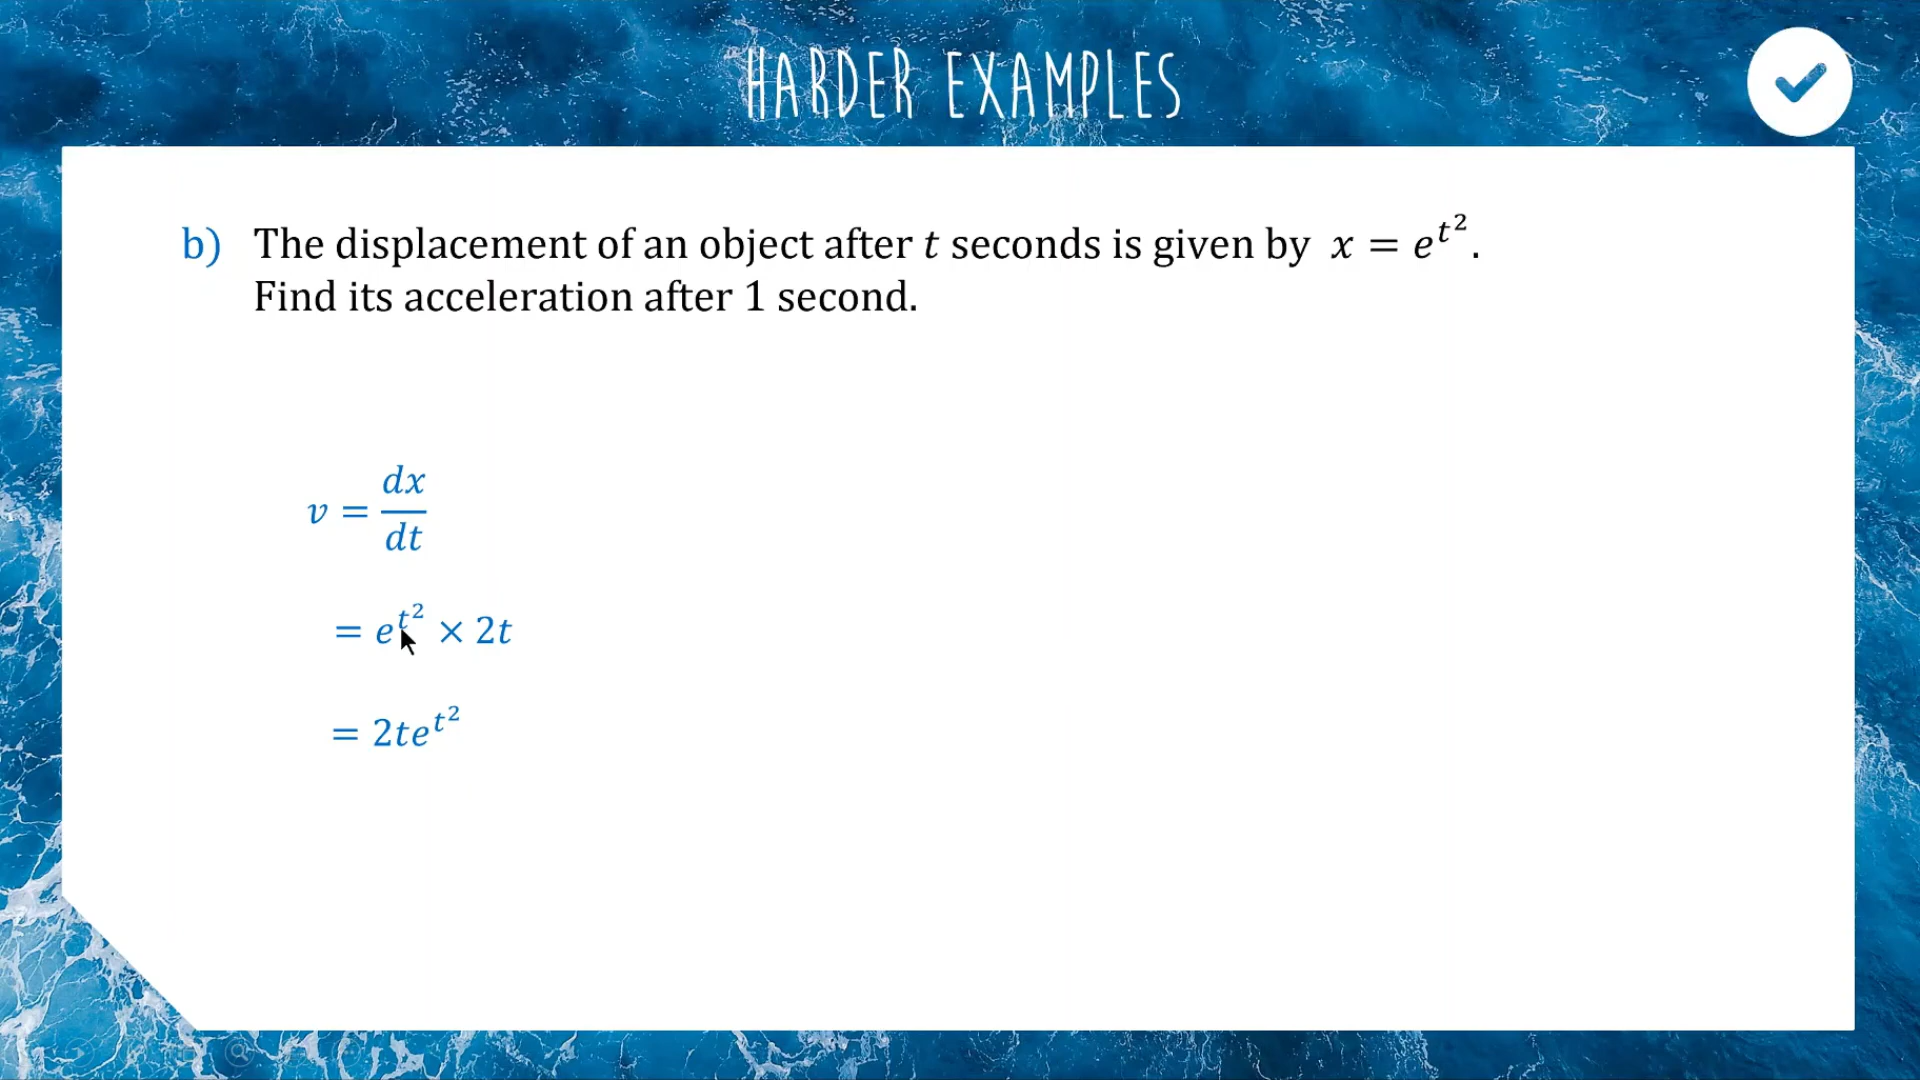 HARDER EXAMPLES
b) The displacement of an object after t seconds is given by x = e^{t^2}.
Find its acceleration after 1 second.
v = \frac{dx}{dt}
= e^{t^2} × 2t
= 2te^{t^2}